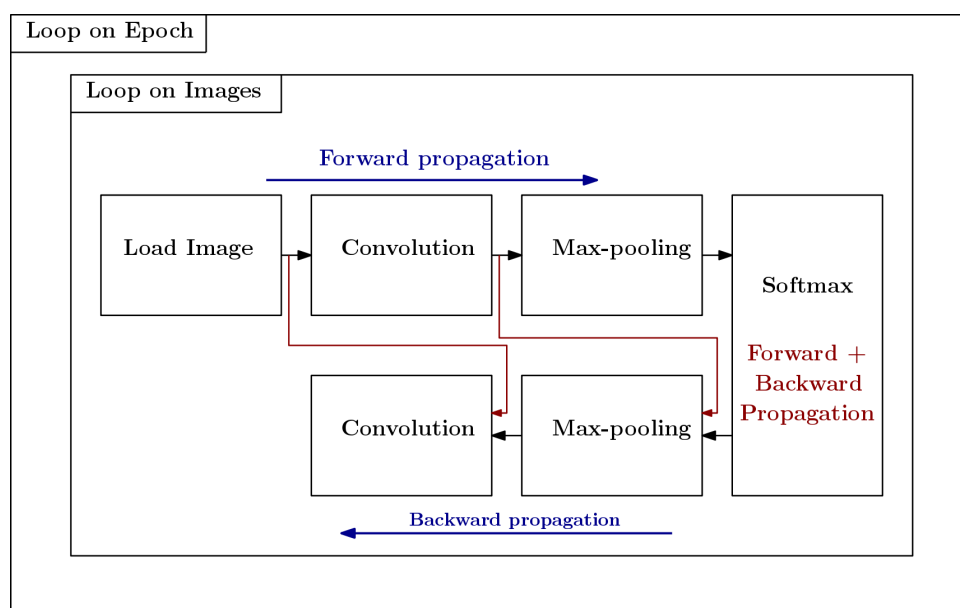 Loop on Epoch
Loop on Images
Forward propagation
Load Image
Convolution
Max-pooling
Softmax
Forward +
Backward
Propagation
Convolution
Max-pooling
Backward propagation